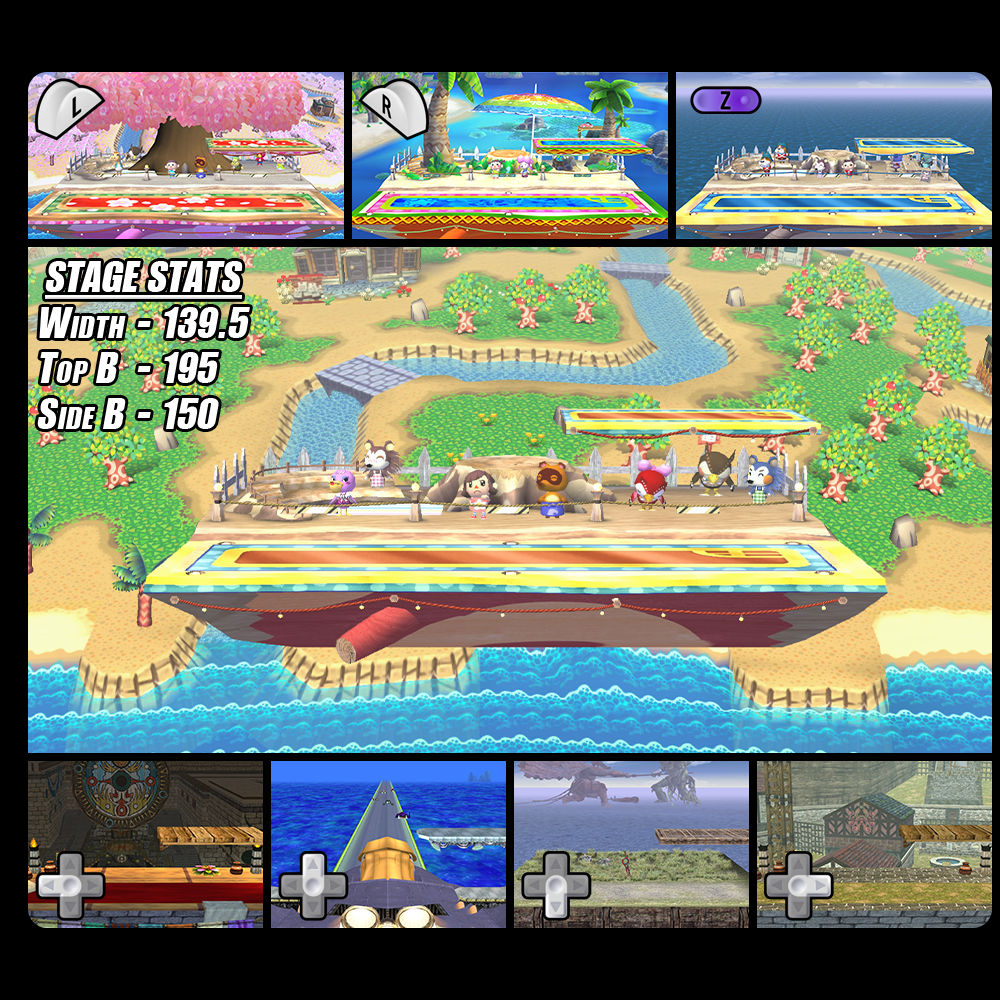 L
R
Z
STAGE STATS
WIDTH - 139.5
TOP B - 195
SIDE B - 150